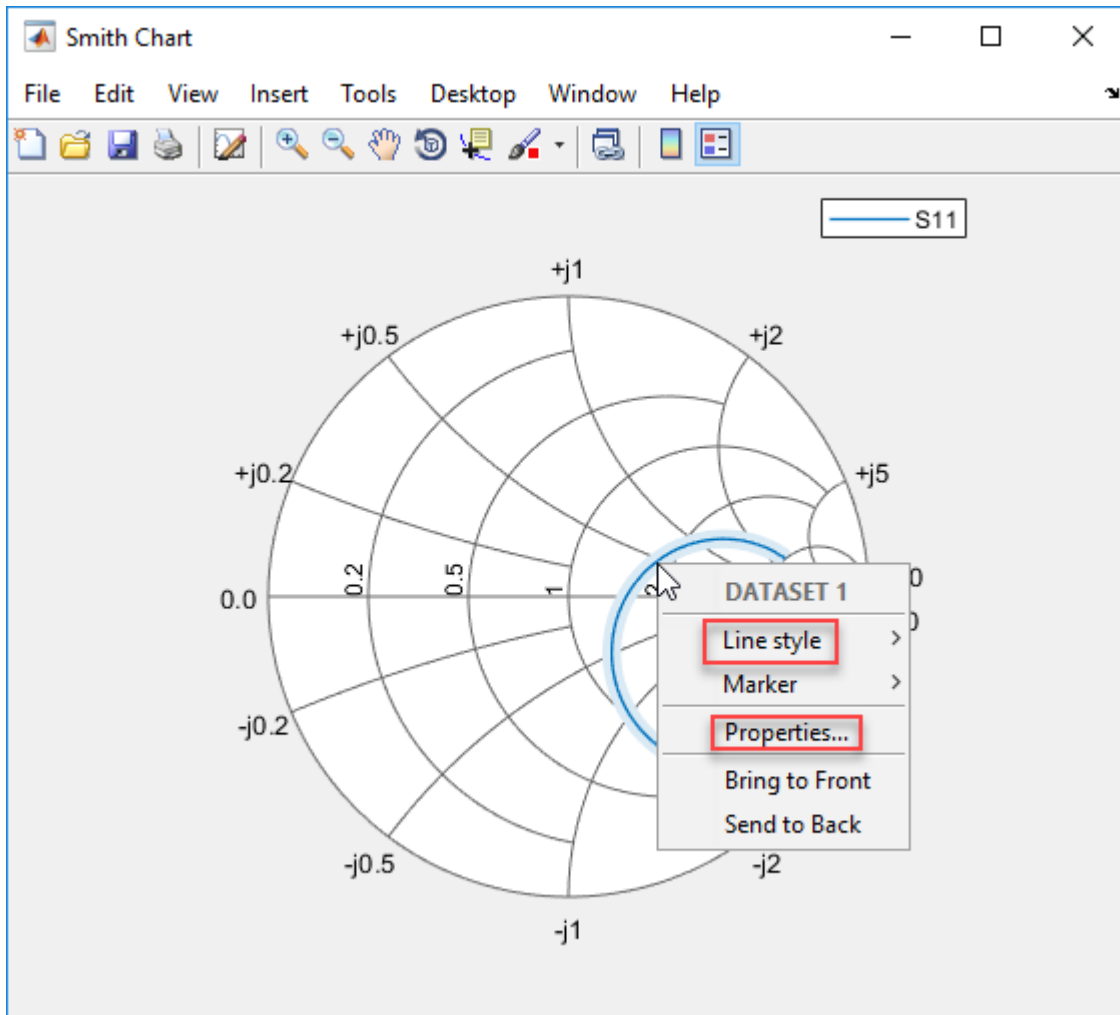 Smith Chart
File Edit View Insert Tools Desktop Window Help
S11
+j1
+j0.5 +j2
+j0.2 +j5
0.0 0.2 0.5 1 2
DATASET 1
Line style
Marker
Properties...
Bring to Front
Send to Back
-j0.2
-j0.5 -j2
-j1